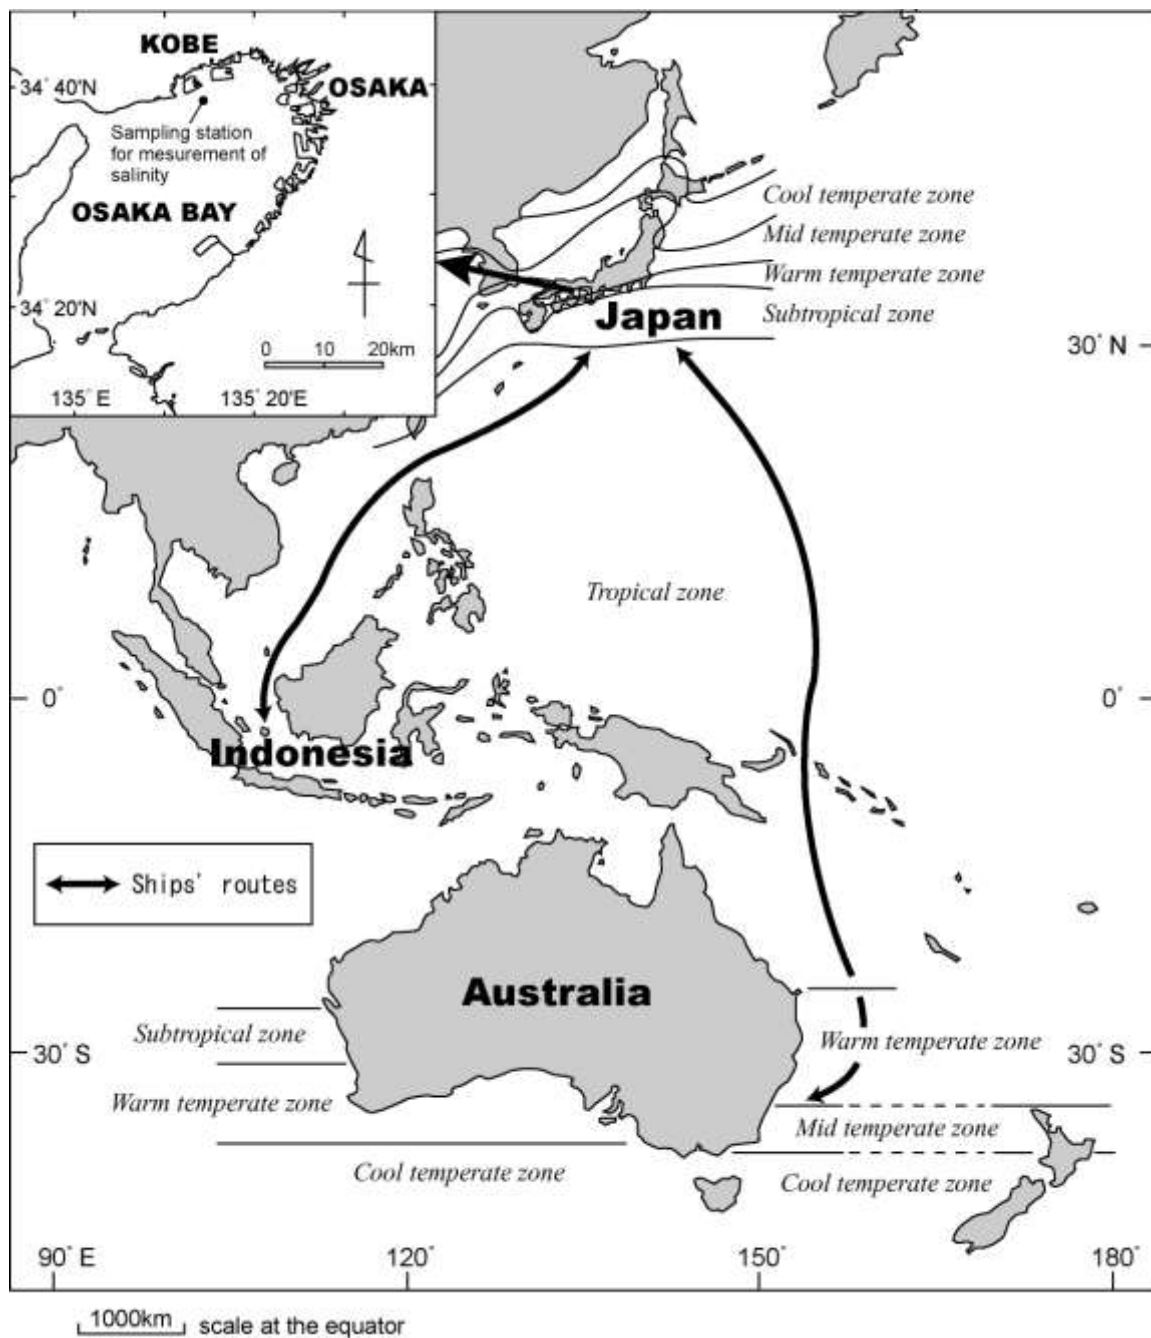 KOBE
34° 40'N
OSAKA
Sampling station
for mesurement of
salinity
OSAKA BAY
34° 20'N
0 10 20km
135° E 135° 20'E
Cool temperate zone
Mid temperate zone
Warm temperate zone
Subtropical zone
Japan
30° N
Tropical zone
0° 0°
Indonesia
Ships' routes
Australia
Subtropical zone
30° S
Warm temperate zone
Warm temperate zone
30° S
Mid temperate zone
Cool temperate zone
Cool temperate zone
90° E 120° 150° 180°
1000km scale at the equator